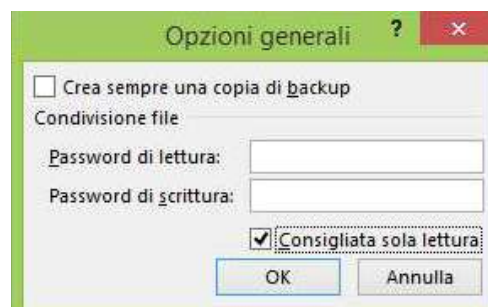 Opzioni generali ? ×
Crea sempre una copia di backup
Condivisione file
Password di lettura:
Password di scrittura:
Consigliata sola lettura
OK Annulla